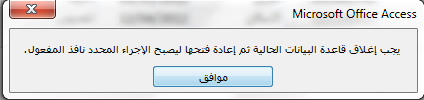 Microsoft Office Access
يجب إغلاق قاعدة البيانات الحالية ثم إعادة فتحها ليصبح الإجراء المحدد نافذ المفعول.
موافق